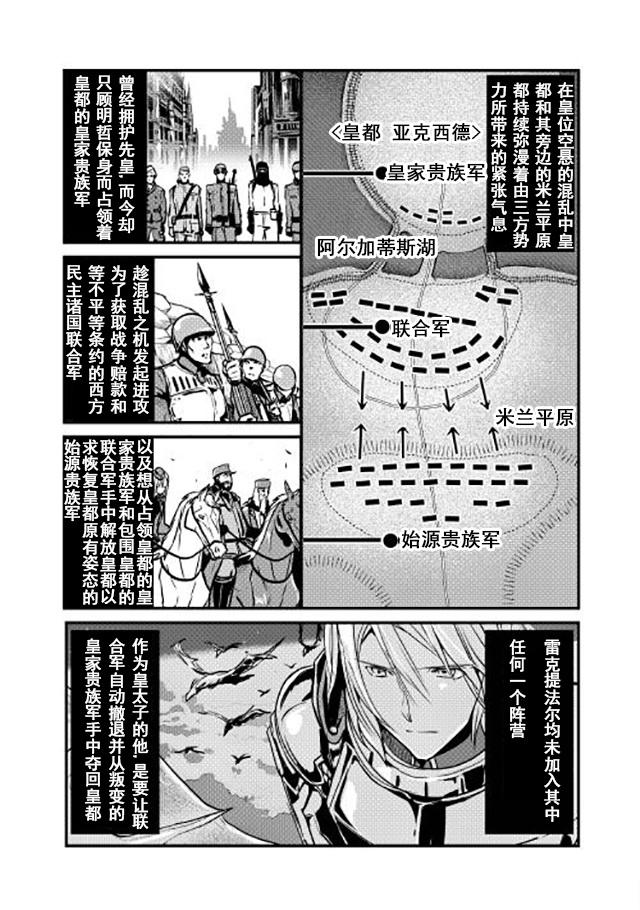 在皇位空悬的混乱中皇
都和其旁边的米兰平原
都持续弥漫着由三方势
力所带来的紧张气息
<皇都 亚克西德>
皇家贵族军
阿尔加蒂斯湖
联合军
米兰平原
始源贵族军
曾经拥护先皇,而今却
只顾明哲保身而占领着
皇都的皇家贵族军
趁混乱之机发起进攻
为了获取战争赔款和
等不平等条约的西方
民主诸国联合军
以及想从占领皇都的皇
家贵族军和包围皇都的
联合军手中解放皇都以
求恢复皇都原有姿态的
始源贵族军
雷克提法尔均未加入其中
任何一个阵营
作为皇太子的他,是要让联
合军自动撤退并从叛变的
皇家贵族军手中夺回皇都